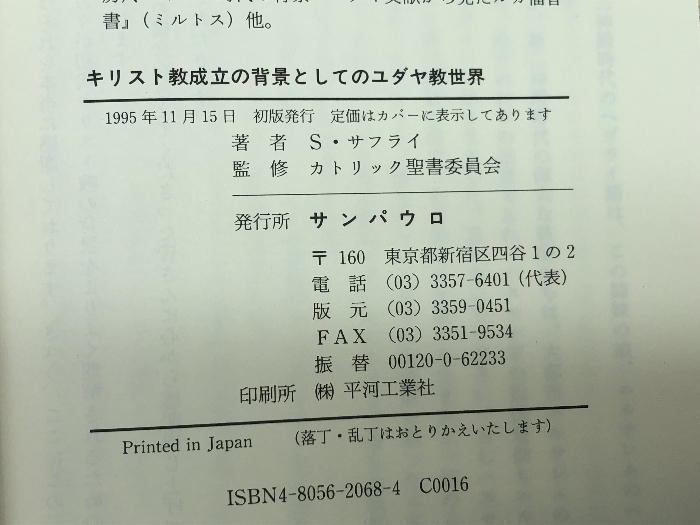 書』(ミルトス)他。
キリスト教成立の背景としてのユダヤ教世界
1995年11月15日 初版発行 定価はカバーに表示してあります
著 者 S・サフライ
監 修 カトリック聖書委員会
発行所 サンパウロ
〒160 東京都新宿区四谷1の2
電 話 (03) 3357-6401 (代表)
版 元 (03) 3359-0451
FAX (03) 3351-9534
振 替 00120-0-62233
印刷所 ㈱ 平河工業社
Printed in Japan (落丁・乱丁はおとりかえいたします)
ISBN4-8056-2068-4 C0016